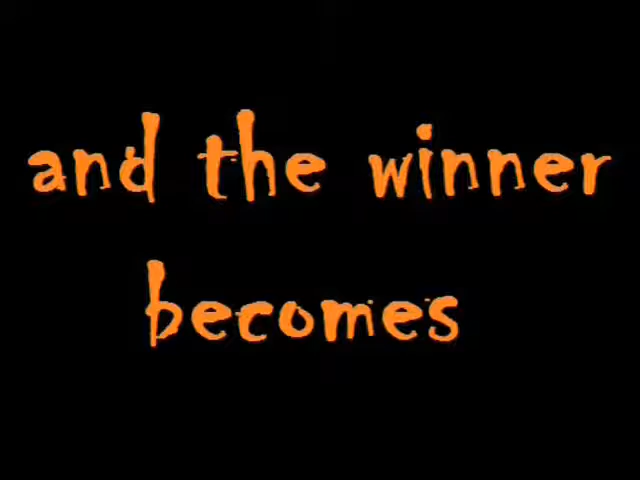 and the winner
becomes